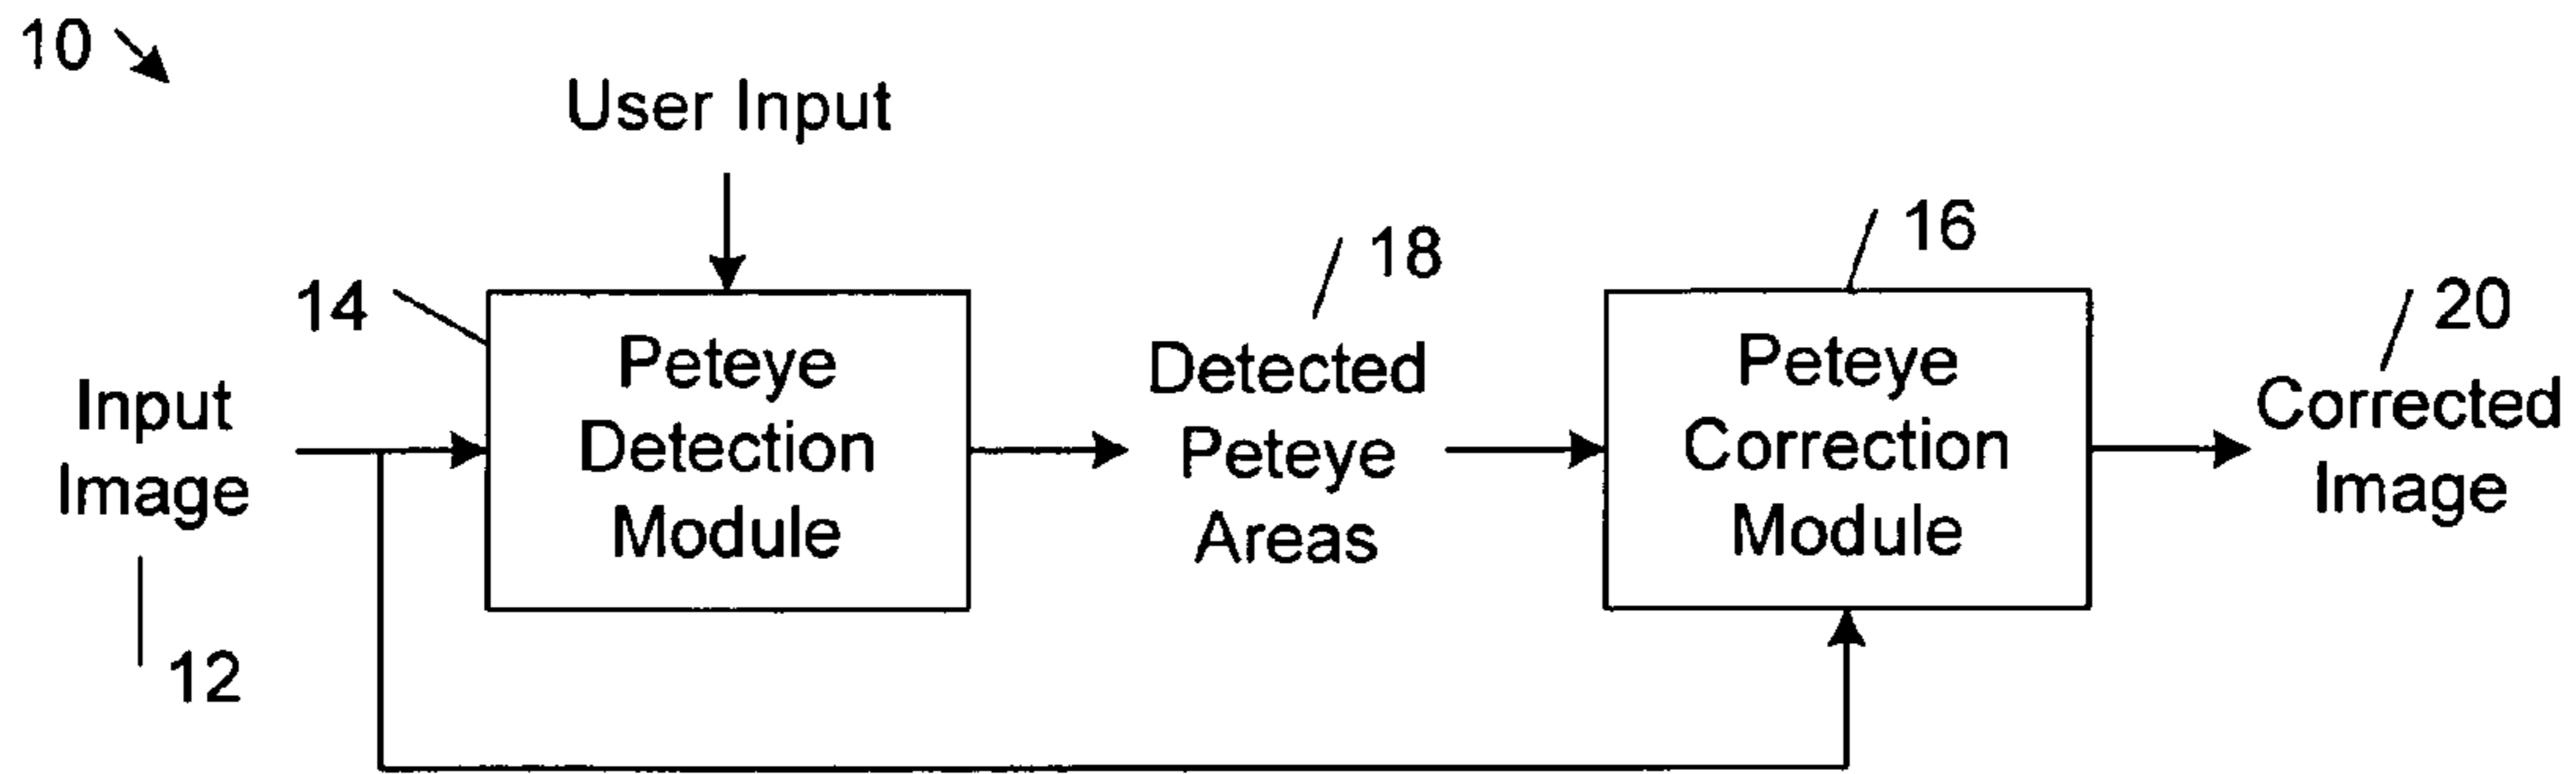 10
User Input
14
Peteye
Detection
Module
Input
Image
12
18
Detected
Peteye
Areas
16
Peteye
Correction
Module
20
Corrected
Image